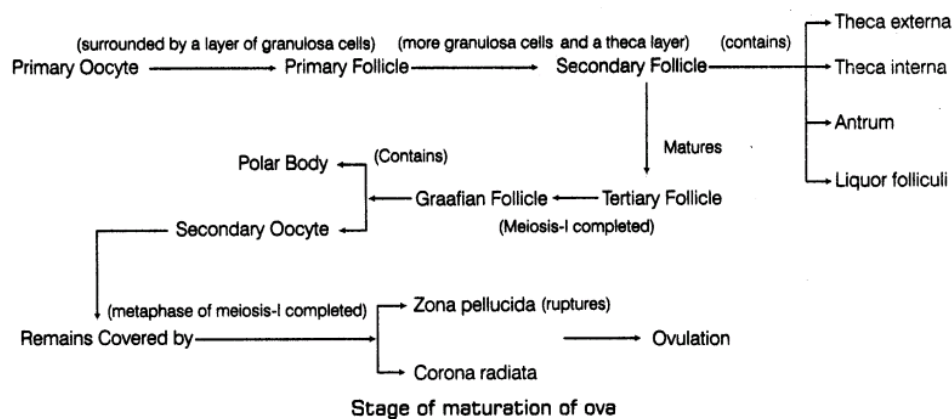 Theca externa
(surrounded by a layer of granulosa cells) (more granulosa cells and a theca layer) (contains)
Primary Oocyte Primary Follicle Secondary Follicle Theca interna
Antrum
Matures
Polar Body (Contains)
Liquor folliculi
Graafian Follicle Tertiary Follicle
(Meiosis-I completed)
Secondary Oocyte
(metaphase of meiosis-I completed) Zona pellucida (ruptures)
Remains Covered by Ovulation
Corona radiata
Stage of maturation of ova